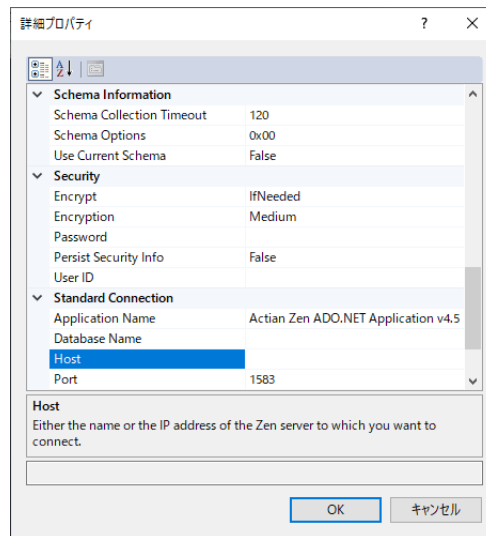 詳細プロパティ ? ×
Schema Information
Schema Collection Timeout 120
Schema Options 0x00
Use Current Schema False
Security
Encrypt IfNeeded
Encryption Medium
Password
Persist Security Info False
User ID
Standard Connection
Application Name Actian Zen ADO.NET Application v4.5
Database Name
Host
Port 1583
Host
Either the name or the IP address of the Zen server to which you want to
connect.
OK キャンセル